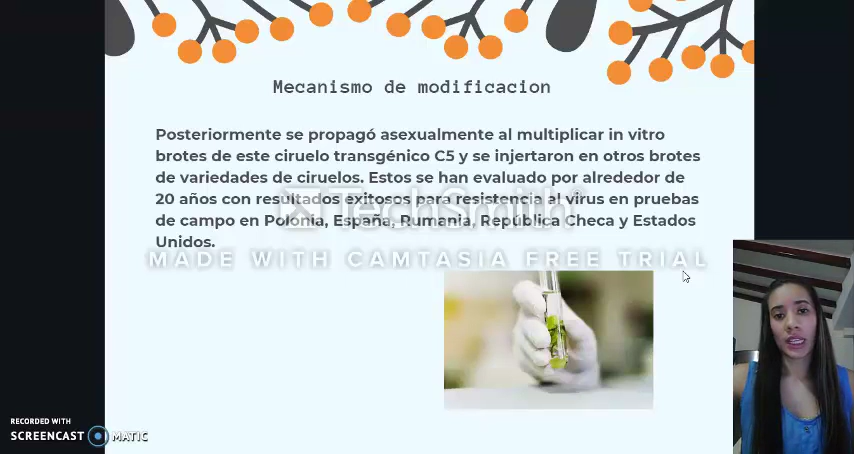 Mecanismo de modificacion
Posteriormente se propagó asexualmente al multiplicar in vitro
brotes de este ciruelo transgénico C5 y se injertaron en otros brotes
de variedades de ciruelos. Estos se han evaluado por alrededor de
20 años con resultados exitosos para resistencia al virus en pruebas
de campo en Polonia, España, Rumania, República Checa y Estados
Unidos.
TechSmith®
MADE WITH CAMTASIA FREE TRIAL
RECORDED WITH
SCREENCAST MATIC